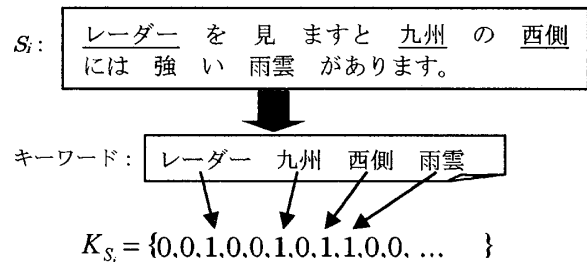 Si: レーダー を 見 ますと 九州 の 西側
には 強 い 雨雲 があります。
キーワード: レーダー 九州 西側 雨雲
K_{S_i} = {0,0,1,0,0,1,0,1,1,0,0, ... }